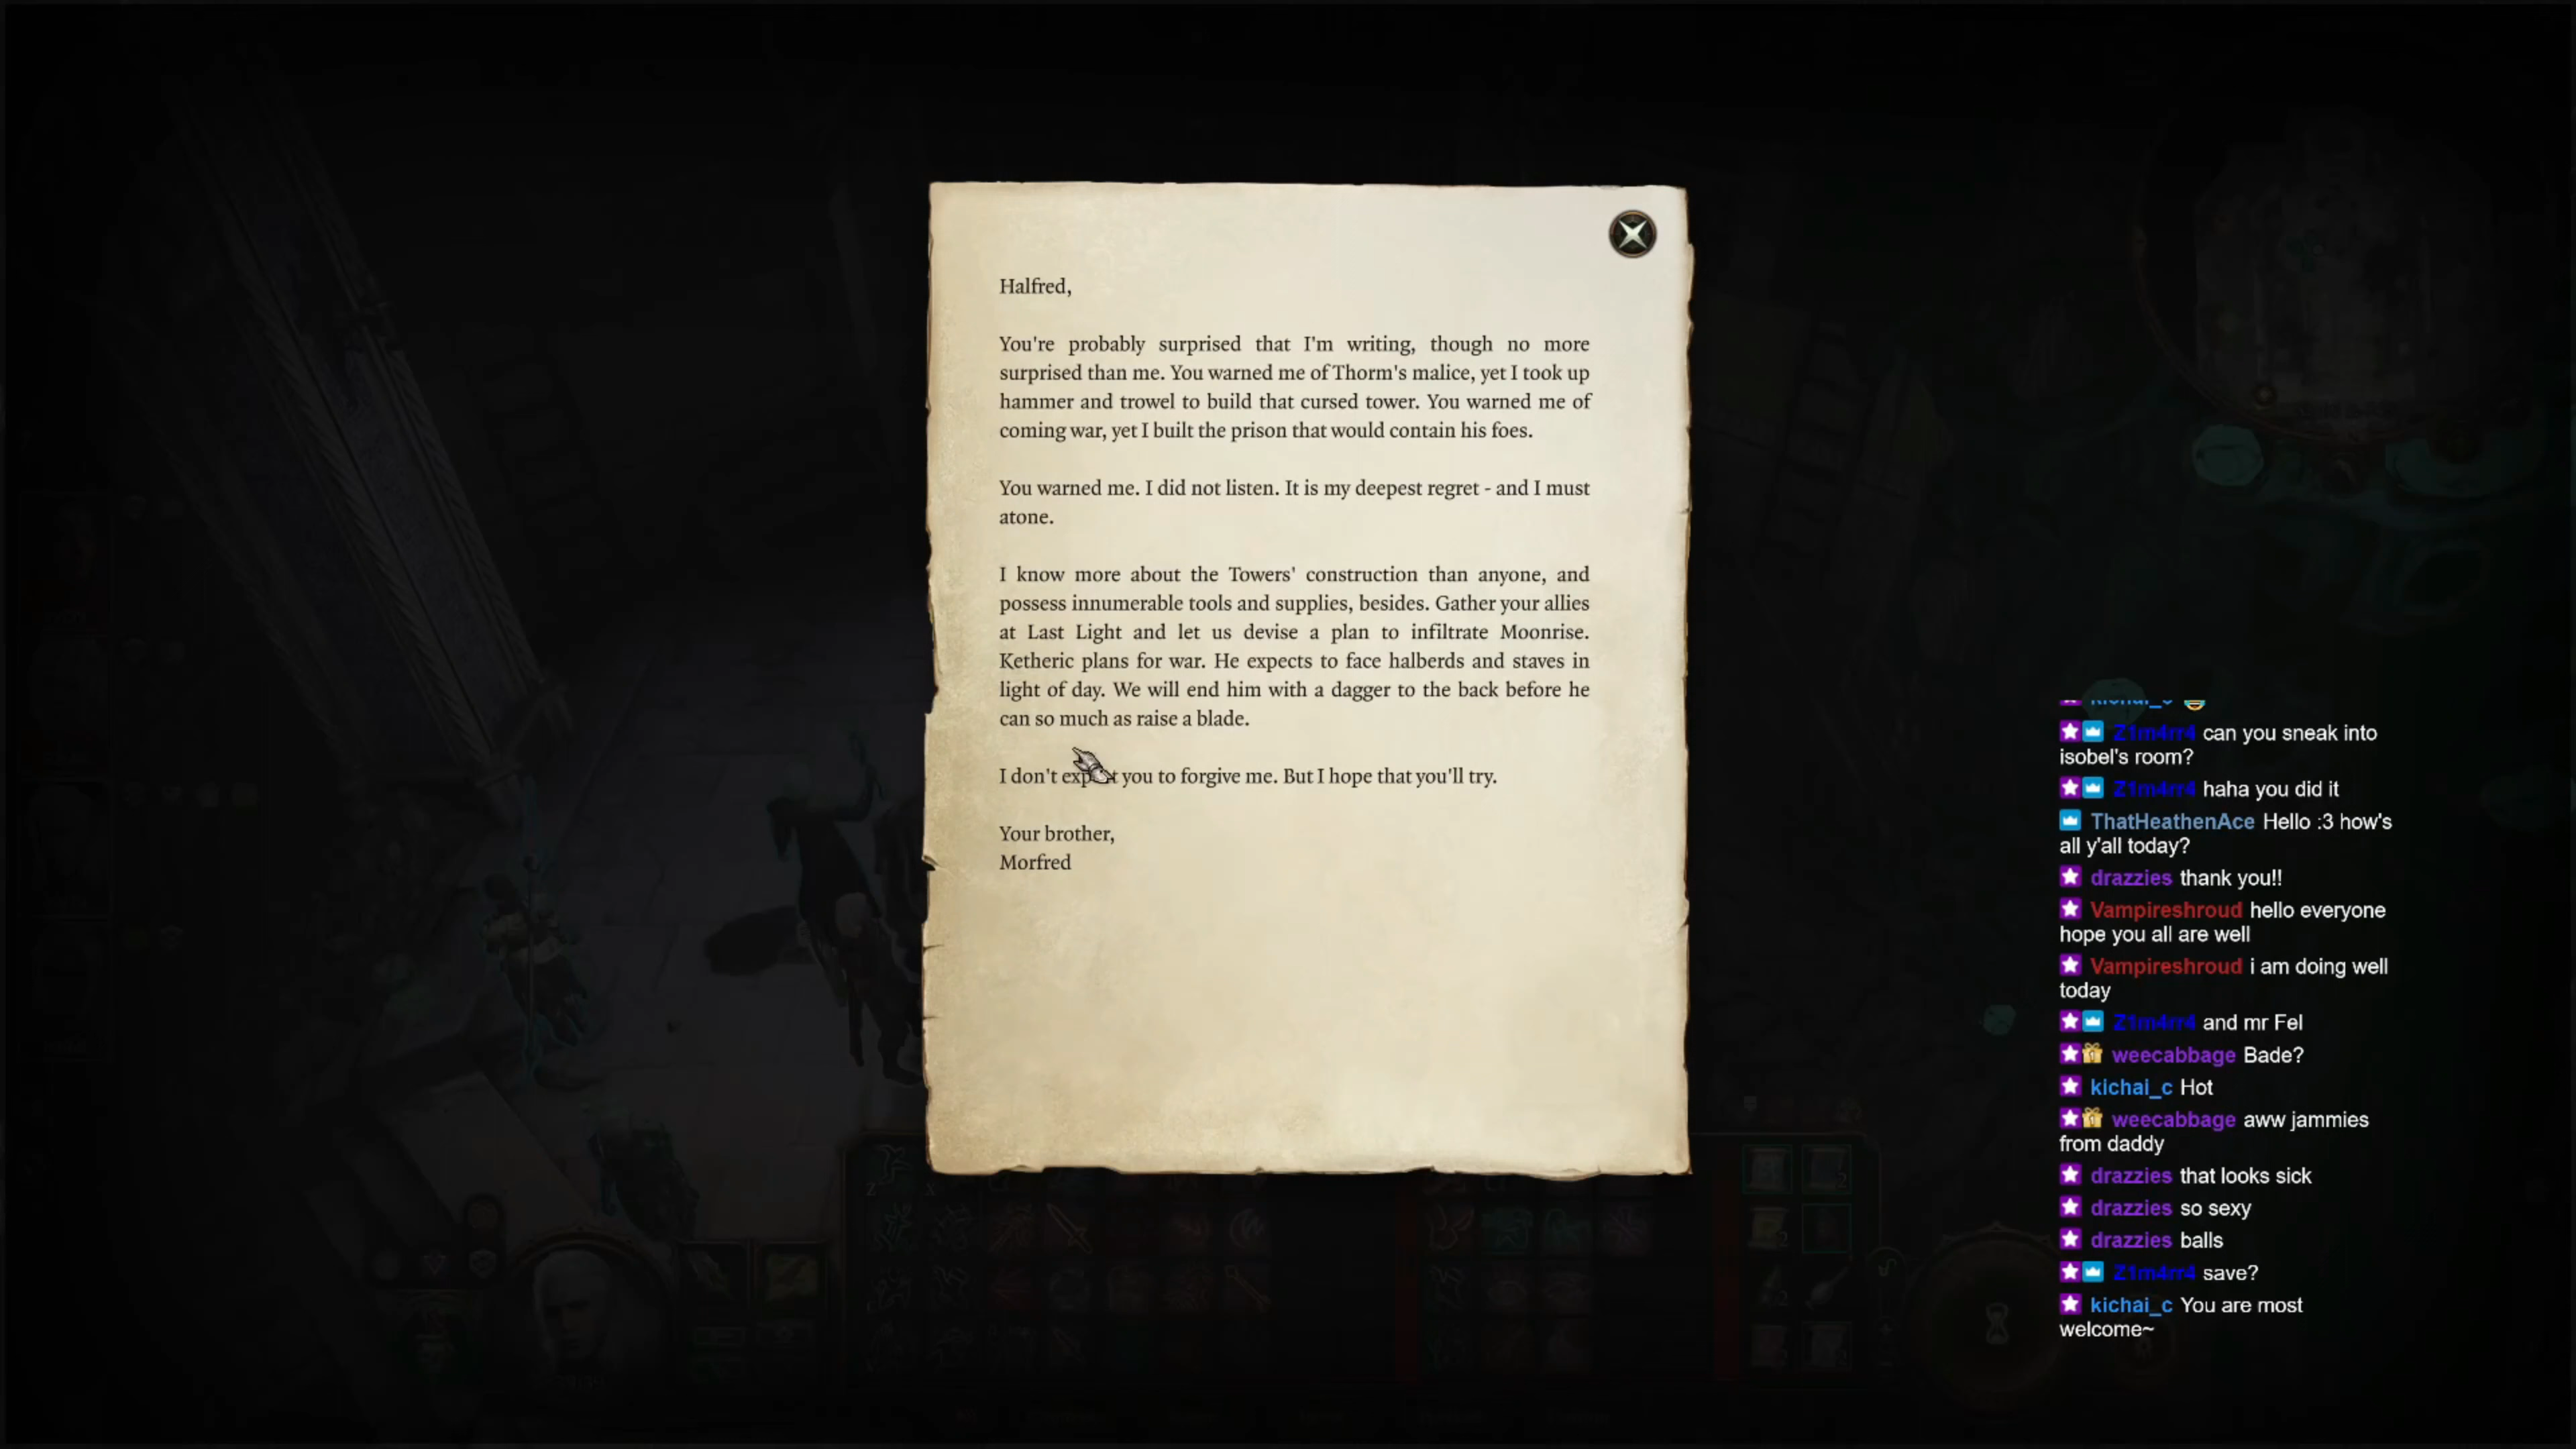 Halfred,
You're probably surprised that I'm writing, though no more
surprised than me. You warned me of Thorm's malice, yet I took up
hammer and trowel to build that cursed tower. You warned me of
coming war, yet I built the prison that would contain his foes.
You warned me. I did not listen. It is my deepest regret - and I must
atone.
I know more about the Towers' construction than anyone, and
possess innumerable tools and supplies, besides. Gather your allies
at Last Light and let us devise a plan to infiltrate Moonrise.
Ketheric plans for war. He expects to face halberds and staves in
light of day. We will end him with a dagger to the back before he
can so much as raise a blade.
I don't expect you to forgive me. But I hope that you'll try.
Your brother,
Morfred
kichai_c
Z1m4rr4 can you sneak into
isobel's room?
Z1m4rr4 haha you did it
ThatHeathenAce Hello :3 how's
all y'all today?
drazzies thank you!!
Vampireshroud hello everyone
hope you all are well
Vampireshroud i am doing well
today
Z1m4rr4 and mr Fel
weecabbage Bade?
kichai_c Hot
weecabbage aww jammies
from daddy
drazzies that looks sick
drazzies so sexy
drazzies balls
Z1m4rr4 save?
kichai_c You are most
welcome~